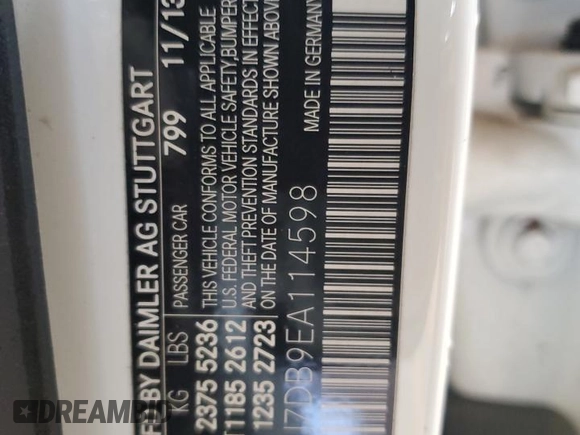 BY DAIMLER AG STUTTGART
KG LBS PASSENGER CAR 799 11/13
2375 5236 THIS VEHICLE CONFORMS TO ALL APPLICABLE
1185 2612 U.S. FEDERAL MOTOR VEHICLE SAFETY,BUMPER
1235 2723 AND THEFT PREVENTION STANDARDS IN EFFECT
ON THE DATE OF MANUFACTURE SHOWN ABOVE
7DB9EA114598 MADE IN GERMANY
DREAMBID